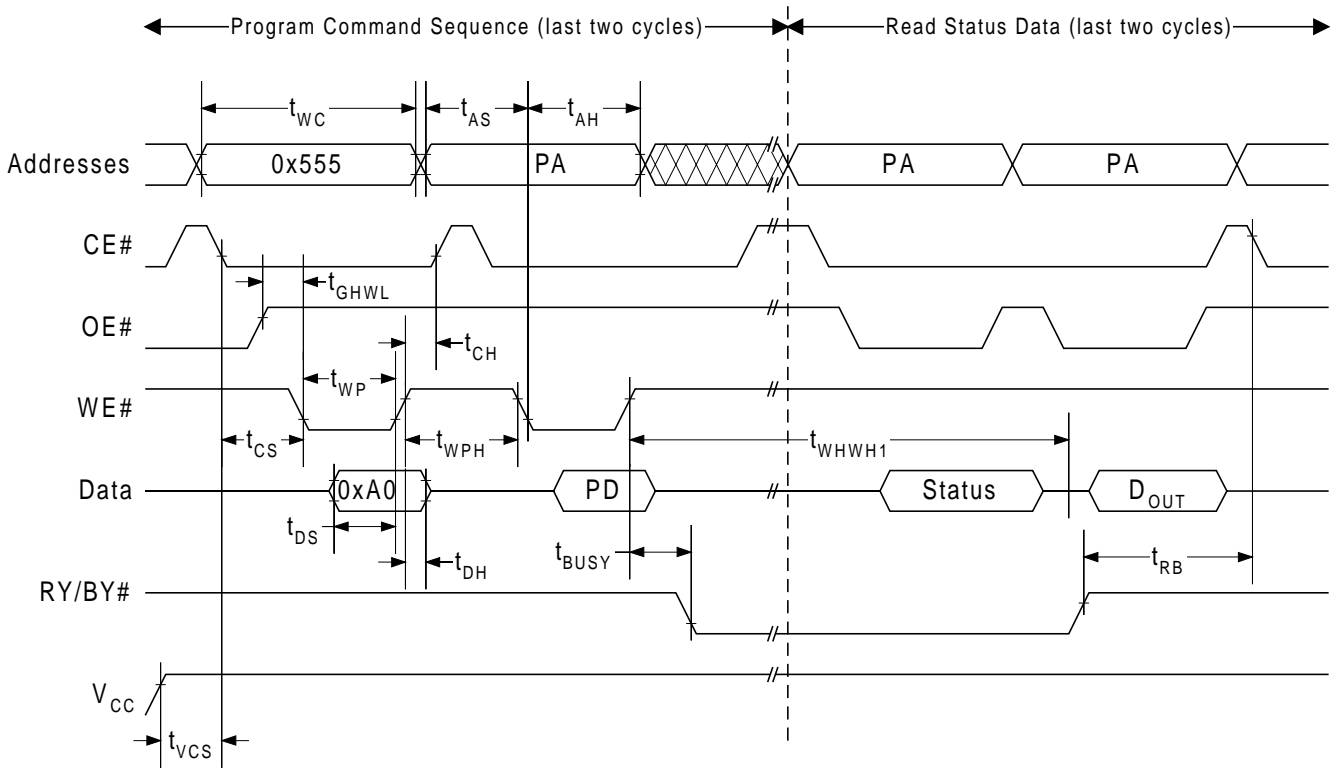 Program Command Sequence (last two cycles)
Read Status Data (last two cycles)
tWC
tAS
tAH
Addresses
0x555
PA
PA
PA
CE#
tGHWL
OE#
tCH
tWP
WE#
tCS
tWPH
tWHWH1
Data
0xA0
PD
Status
DOUT
tDS
tDH
tBUSY
tRB
RY/BY#
VCC
tVCS